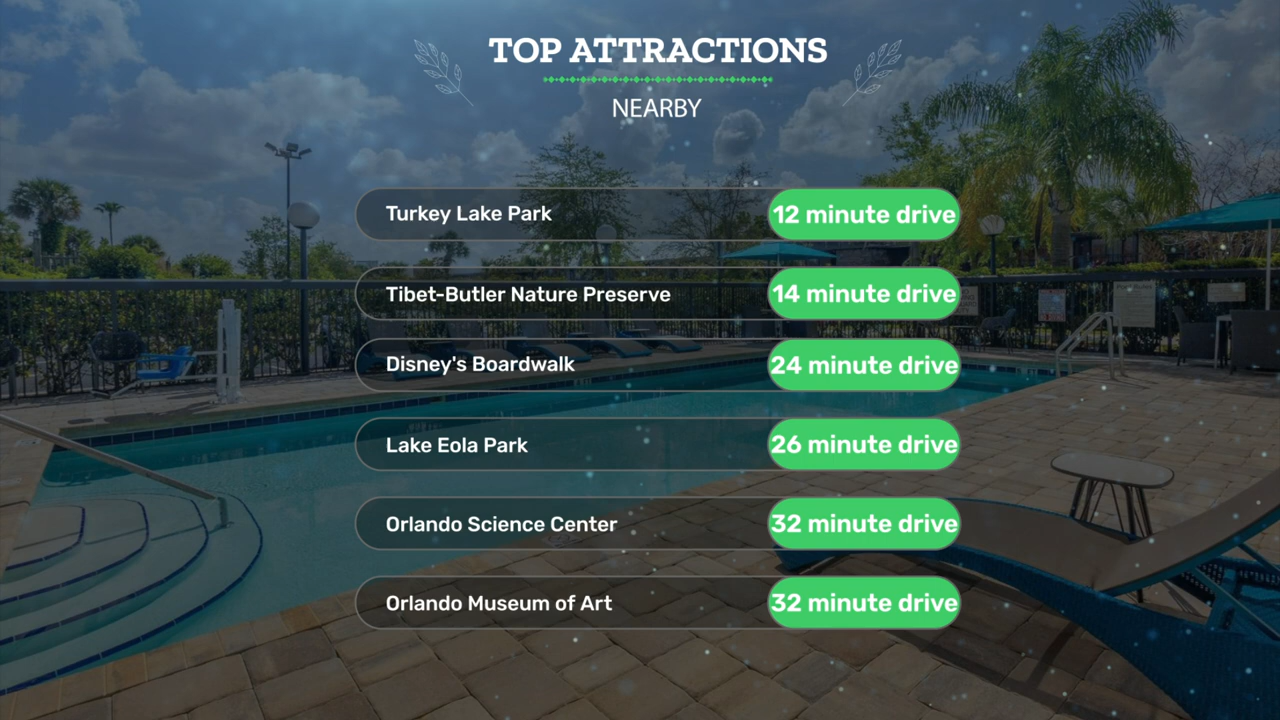 TOP ATTRACTIONS
NEARBY
Turkey Lake Park 12 minute drive
Tibet-Butler Nature Preserve 14 minute drive
Disney's Boardwalk 24 minute drive
Lake Eola Park 26 minute drive
Orlando Science Center 32 minute drive
Orlando Museum of Art 32 minute drive